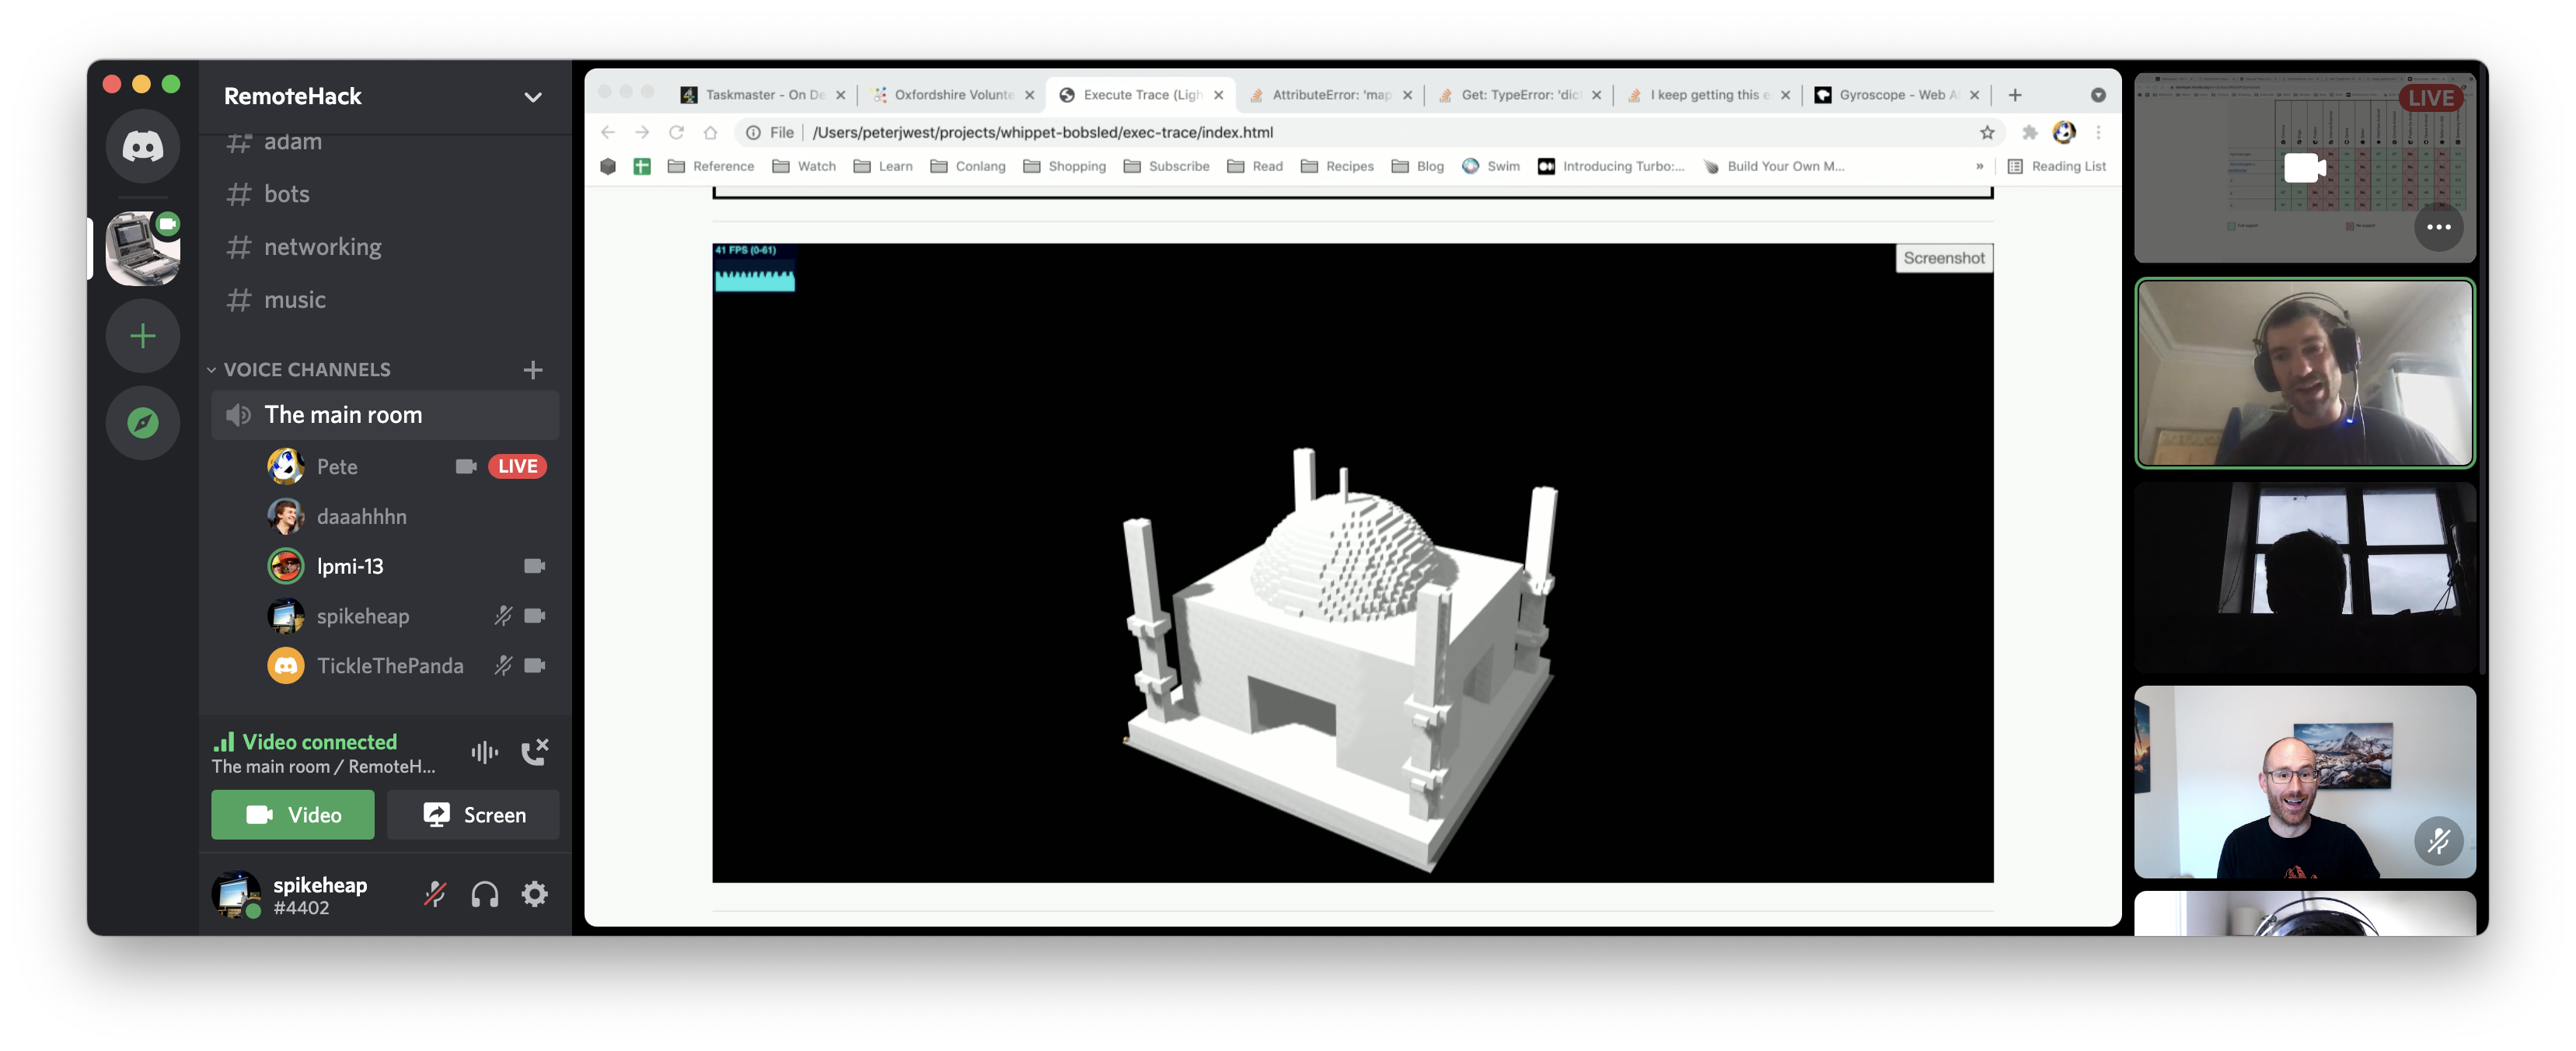 RemoteHack
# adam
# bots
# networking
# music
VOICE CHANNELS
The main room
Pete
LIVE
daaahhhn
lpmi-13
spikeheap
TickleThePanda
Video connected
The main room / RemoteH...
Video
Screen
spikeheap
#4402
Taskmaster - On De
Oxfordshire Volunte
Execute Trace (Ligh
AttributeError: 'map
Get: TypeError: 'dict
I keep getting this e
Gyroscope - Web A
File
/Users/peterjwest/projects/whippet-bobsled/exec-trace/index.html
Reference
Watch
Learn
Conlang
Shopping
Subscribe
Read
Recipes
Blog
Swim
Introducing Turbo:...
Build Your Own M...
»
Reading List
41 FPS (0-61)
Screenshot
LIVE